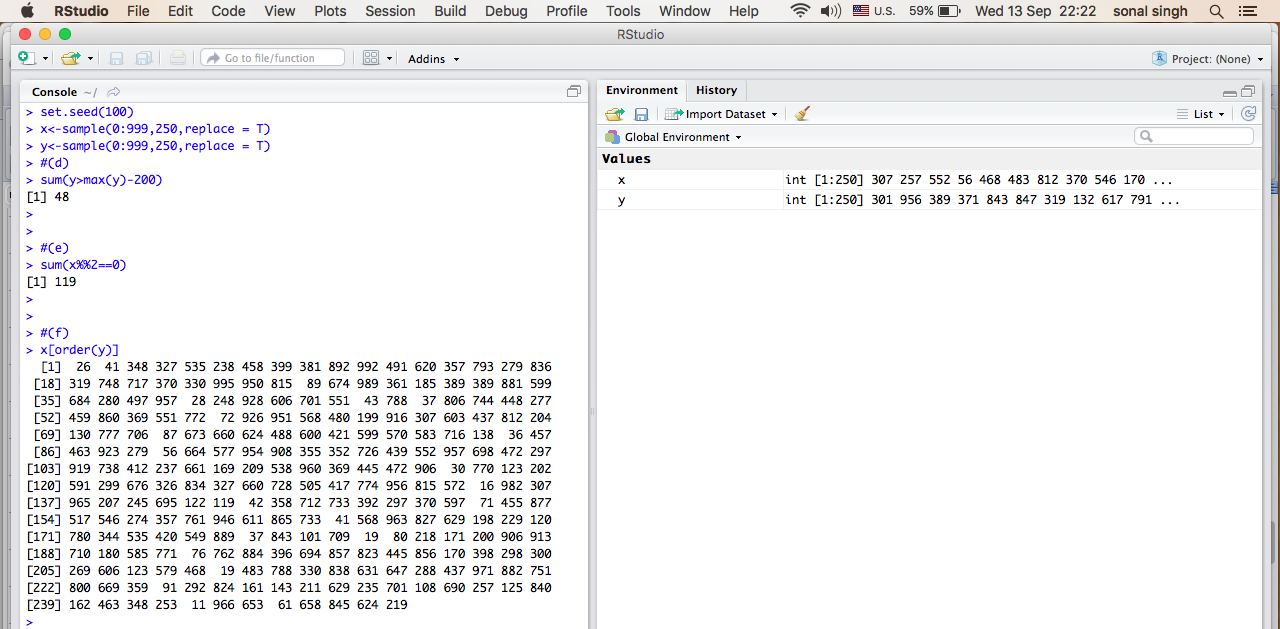 RStudio File Edit Code View Plots Session Build Debug Profile Tools Window Help U.S. 59% Wed 13 Sep 22:22 sonal singh
RStudio
Go to file/function Addins Project: (None)
Console ~/
> set.seed(100)
> x<-sample(0:999,250,replace = T)
> y<-sample(0:999,250,replace = T)
> #(d)
> sum(y>max(y)-200)
[1] 48
>
>
> #(e)
> sum(x%%2==0)
[1] 119
>
>
> #(f)
> x[order(y)]
[1] 26 41 348 327 535 238 458 399 381 892 992 491 620 357 793 279 836
[18] 319 748 717 370 330 995 950 815 89 674 989 361 185 389 389 881 599
[35] 684 280 497 957 28 248 928 606 701 551 43 788 37 806 744 448 277
[52] 459 860 369 551 772 72 926 951 568 480 199 916 307 603 437 812 204
[69] 130 777 706 87 673 660 624 488 600 421 599 570 583 716 138 36 457
[86] 463 923 279 56 664 577 954 908 355 352 726 439 552 957 698 472 297
[103] 919 738 412 237 661 169 209 538 960 369 445 472 906 30 770 123 202
[120] 591 299 676 326 834 327 660 728 505 417 774 956 815 572 16 982 307
[137] 965 207 245 695 122 119 42 358 712 733 392 297 370 597 71 455 877
[154] 517 546 274 357 761 946 611 865 733 41 568 963 827 629 198 229 120
[171] 780 344 535 420 549 889 37 843 101 709 19 80 218 171 200 906 913
[188] 710 180 585 771 76 762 884 396 694 857 823 445 856 170 398 298 300
[205] 269 606 123 579 468 19 483 788 330 838 631 647 288 437 971 882 751
[222] 800 669 359 91 292 824 161 143 211 629 235 701 108 690 257 125 840
[239] 162 463 348 253 11 966 653 61 658 845 624 219
>
Environment History
Import Dataset List
Global Environment
Values
x int [1:250] 307 257 552 56 468 483 812 370 546 170 ...
y int [1:250] 301 956 389 371 843 847 319 132 617 791 ...